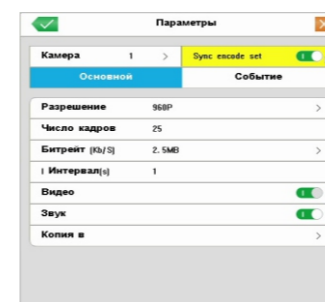 Параметры
Камера 1 > Sync encode set
Основной Событие
Разрешение 960P >
Число кадров 25
Битрейт [Kb/S] 2.5MB >
I Интервал[s] 1
Видео
Звук
Копия в >